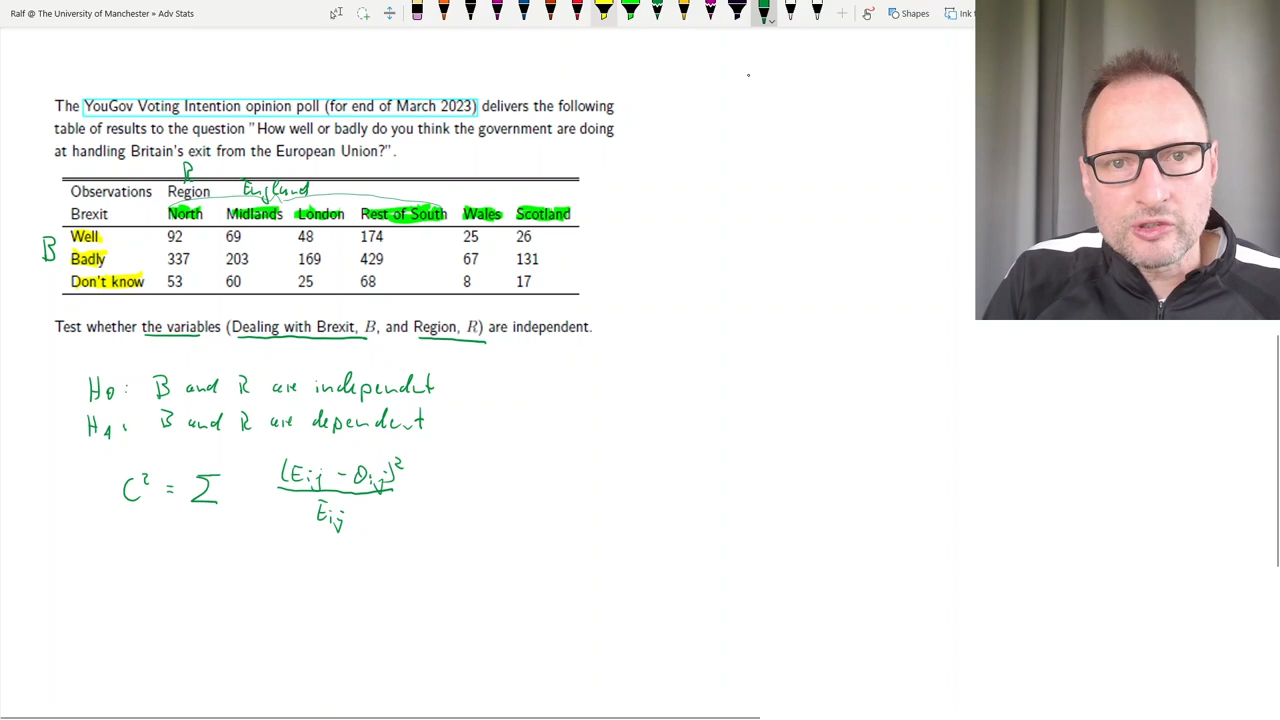 Ralf @ The University of Manchester » Adv Stats
Shapes
Ink t
The YouGov Voting Intention opinion poll (for end of March 2023) delivers the following
table of results to the question "How well or badly do you think the government are doing
at handling Britain's exit from the European Union?".
R
Observations Region England
Brexit North Midlands London Rest of South Wales Scotland
B Well 92 69 48 174 25 26
Badly 337 203 169 429 67 131
Don't know 53 60 25 68 8 17
Test whether the variables (Dealing with Brexit, B, and Region, R) are independent.
H0: B and R are independent
HA: B and R are dependent
C² = Σ (Eij - Oij)²
Eij